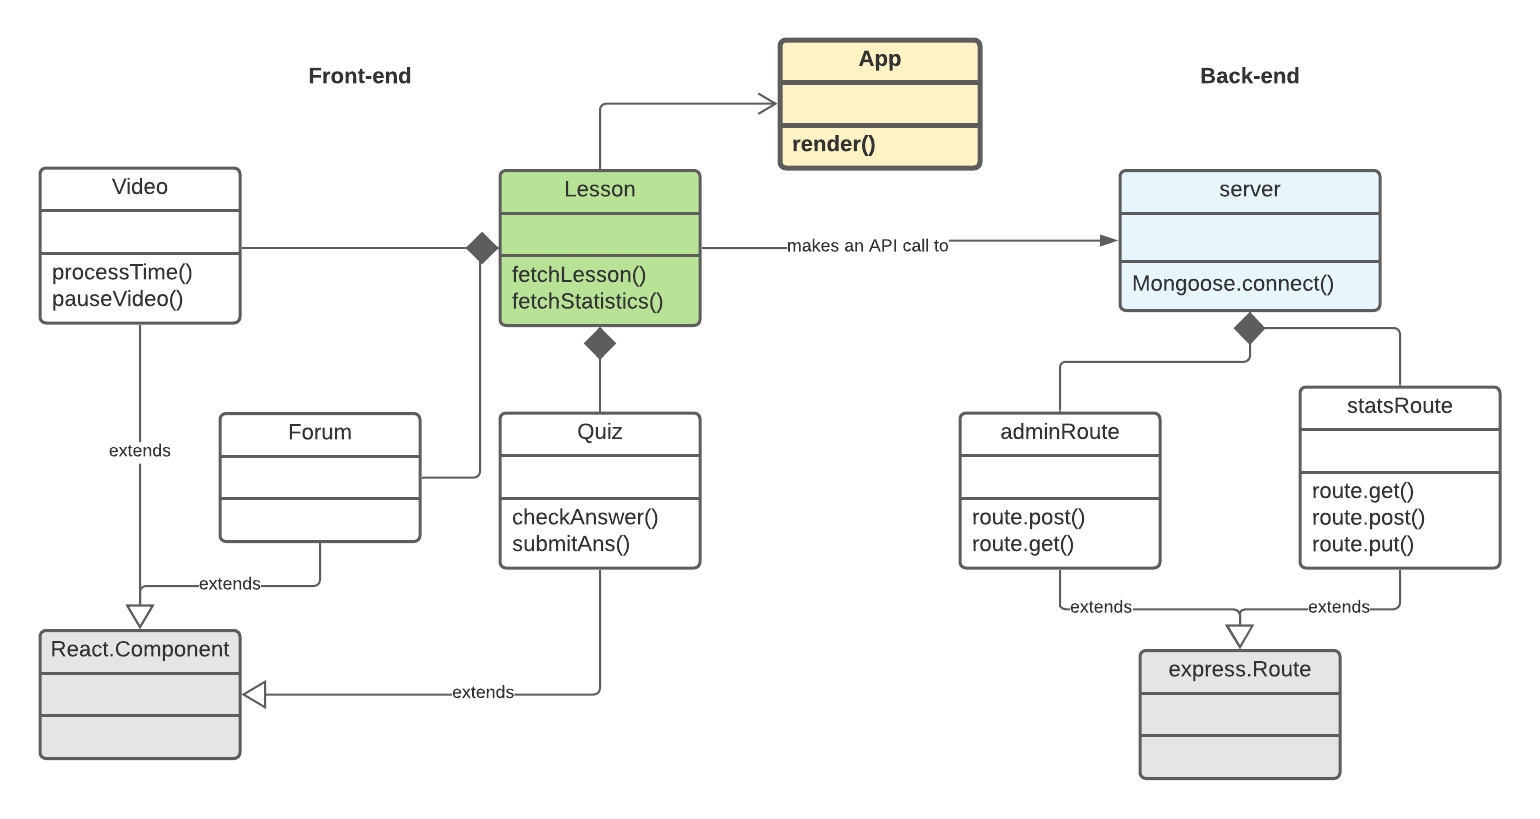 Front-end
App
render()
Back-end
Video
processTime()
pauseVideo()
Lesson
fetchLesson()
fetchStatistics()
makes an API call to
server
Mongoose.connect()
extends
Forum
extends
Quiz
checkAnswer()
submitAns()
extends
React.Component
adminRoute
route.post()
route.get()
statsRoute
route.get()
route.post()
route.put()
extends
extends
express.Route